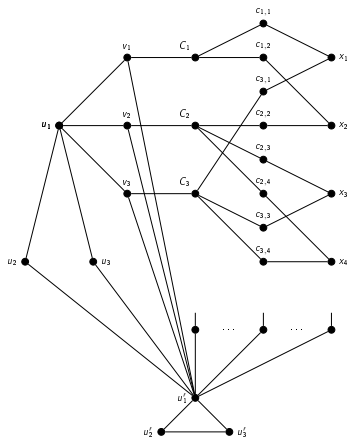 c₁,₁
v₁ C₁ c₁,₂ x₁
c₃,₁
u₁ v₂ C₂ c₂,₂ x₂
c₂,₃
v₃ C₃ c₂,₄ x₃
c₃,₃
u₂ u₃ c₃,₄ x₄
... ...
u′₁
u′₂ u′₃